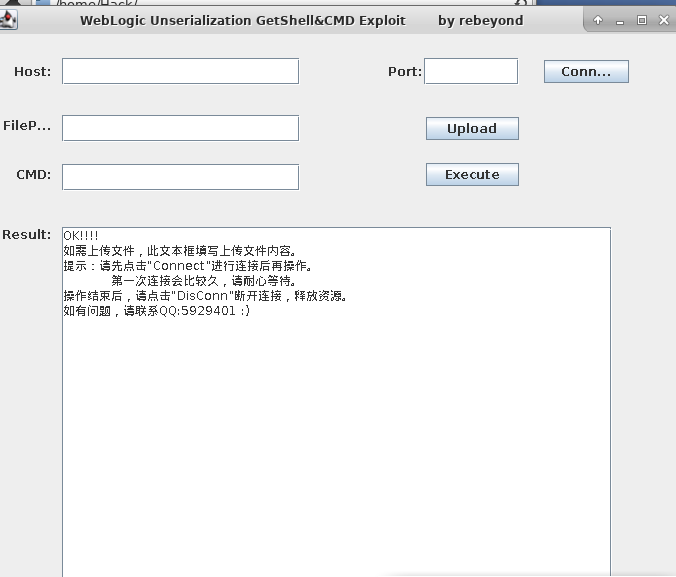 /home/Hack/
WebLogic Unserialization GetShell&CMD Exploit by rebeyond
Host:
Port:
Conn...
FileP...
Upload
CMD:
Execute
Result:
OK!!!!
如需上传文件，此文本框填写上传文件内容。
提示：请先点击"Connect"进行连接后再操作。
第一次连接会比较久，请耐心等待。
操作结束后，请点击"DisConn"断开连接，释放资源。
如有问题，请联系QQ:5929401 :)